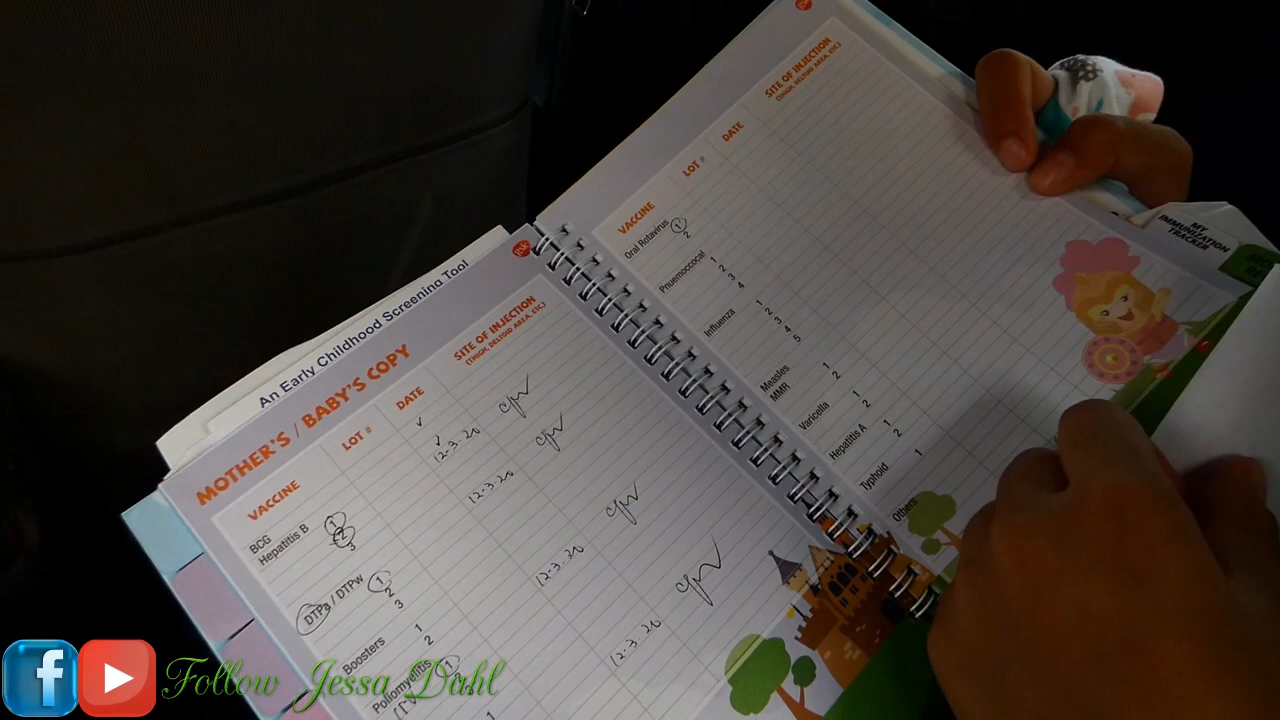 An Early Childhood Screening Tool
MOTHER'S / BABY'S COPY
VACCINE LOT # DATE SITE OF INJECTION
(THIGH, DELTOID AREA, ETC.)
BCG
Hepatitis B 1
2 12-3-20
3
DTPa / DTPw 1 12-3-20
2
3
Boosters 1
2
Poliomyelitis 1 12-3-20
1 12-3-20
VACCINE LOT # DATE SITE OF INJECTION
(THIGH, DELTOID AREA, ETC.)
Oral Rotavirus 1
2
Pnuemoccocal 1
2
3
4
Influenza 1
2
3
4
5
Measles 1
MMR 2
Varicella 1
2
Hepatitis A 1
2
Typhoid 1
Others
MY
IMMUNIZATION
TRACKER
Follow Jessa Dahl